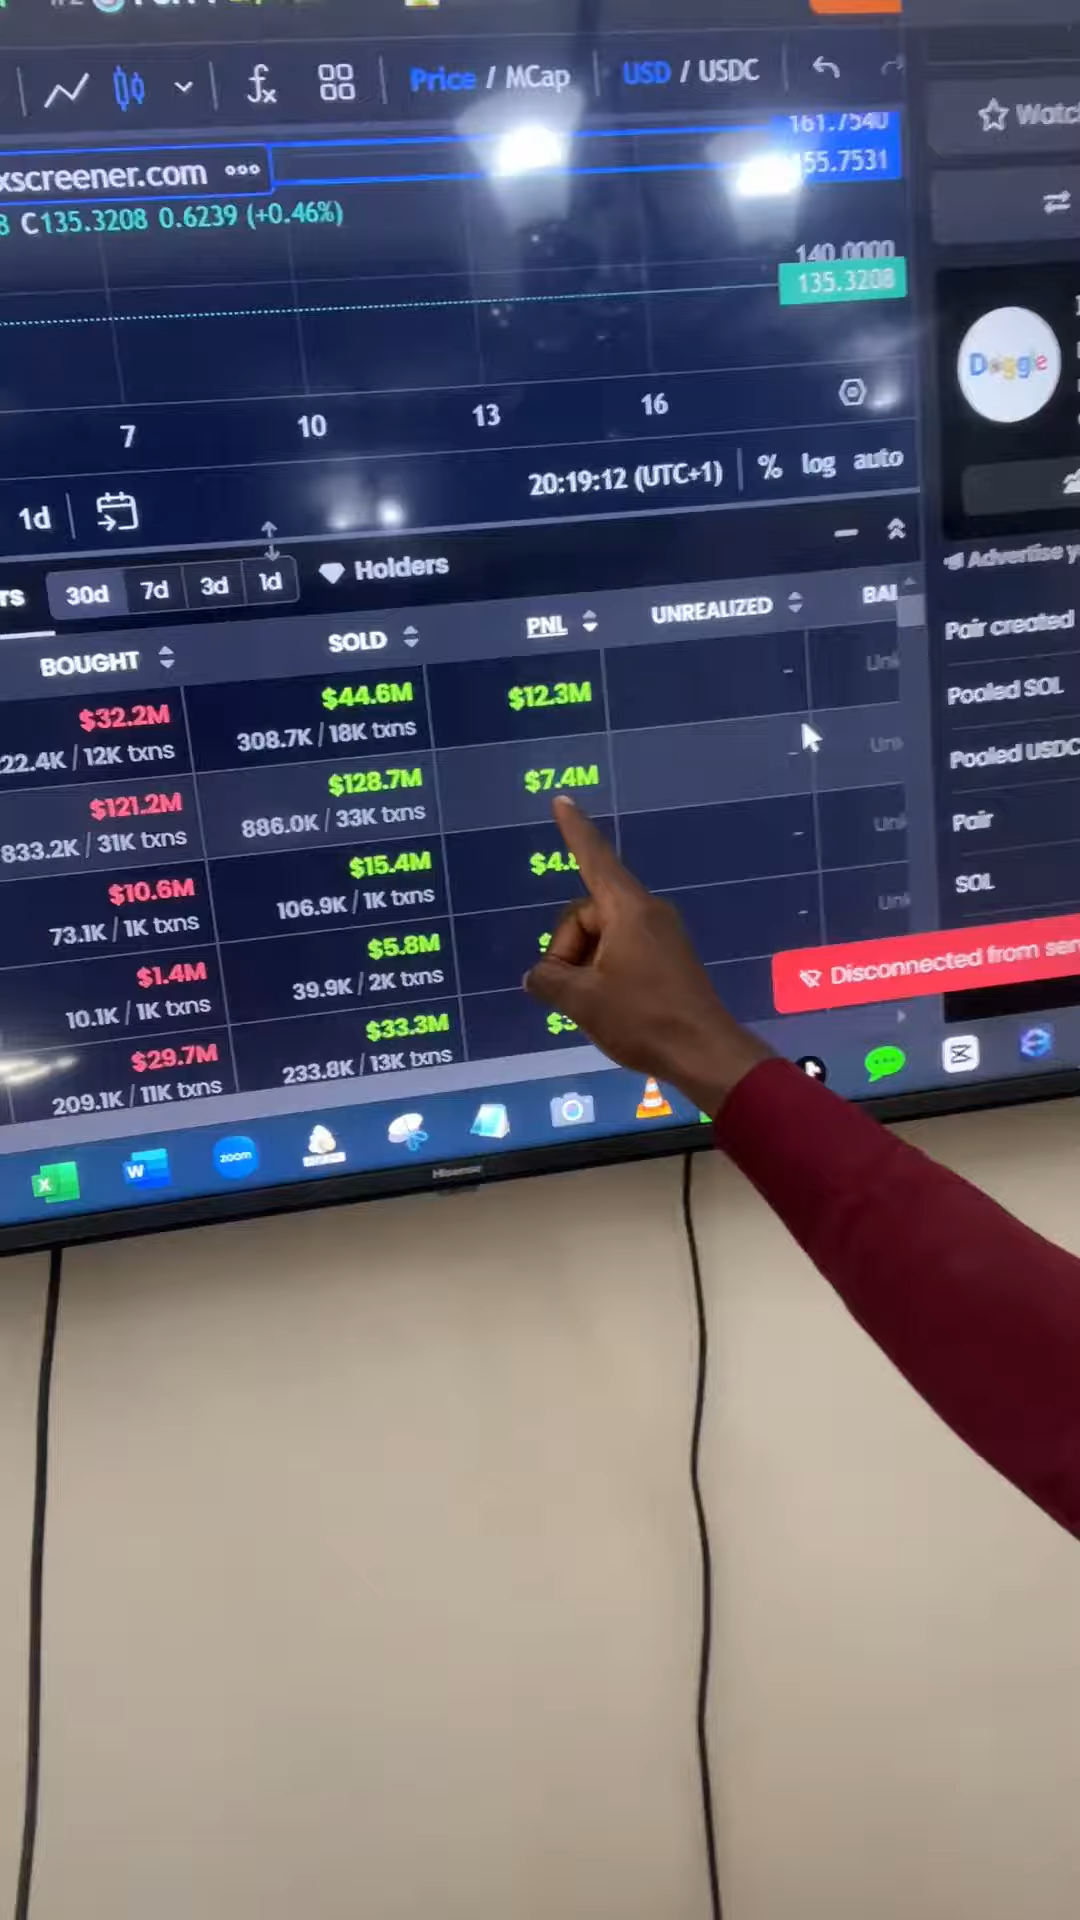 Price / MCap
USD / USDC
Watch
161.7540
55.7531
xscreener.com
C135.3208 0.6239 (+0.46%)
140.0000
135.3208
Doggle
7 10 13 16
1d
20:19:12 (UTC+1) % log auto
30d 7d 3d 1d Holders
Advertise
BOUGHT SOLD PNL UNREALIZED
Pair created
$32.2M $44.6M $12.3M
22.4K / 12K txns 308.7K / 18K txns
Pooled SOL
$121.2M $128.7M $7.4M
833.2K / 31K txns 886.0K / 33K txns
Pooled USDC
$10.6M $15.4M
73.1K / 1K txns 106.9K / 1K txns
Pair
$1.4M $5.8M
10.1K / 1K txns 39.9K / 2K txns
SOL
$29.7M $33.3M
209.1K / 11K txns 233.8K / 13K txns
Disconnected from
X W zoom
Hisense